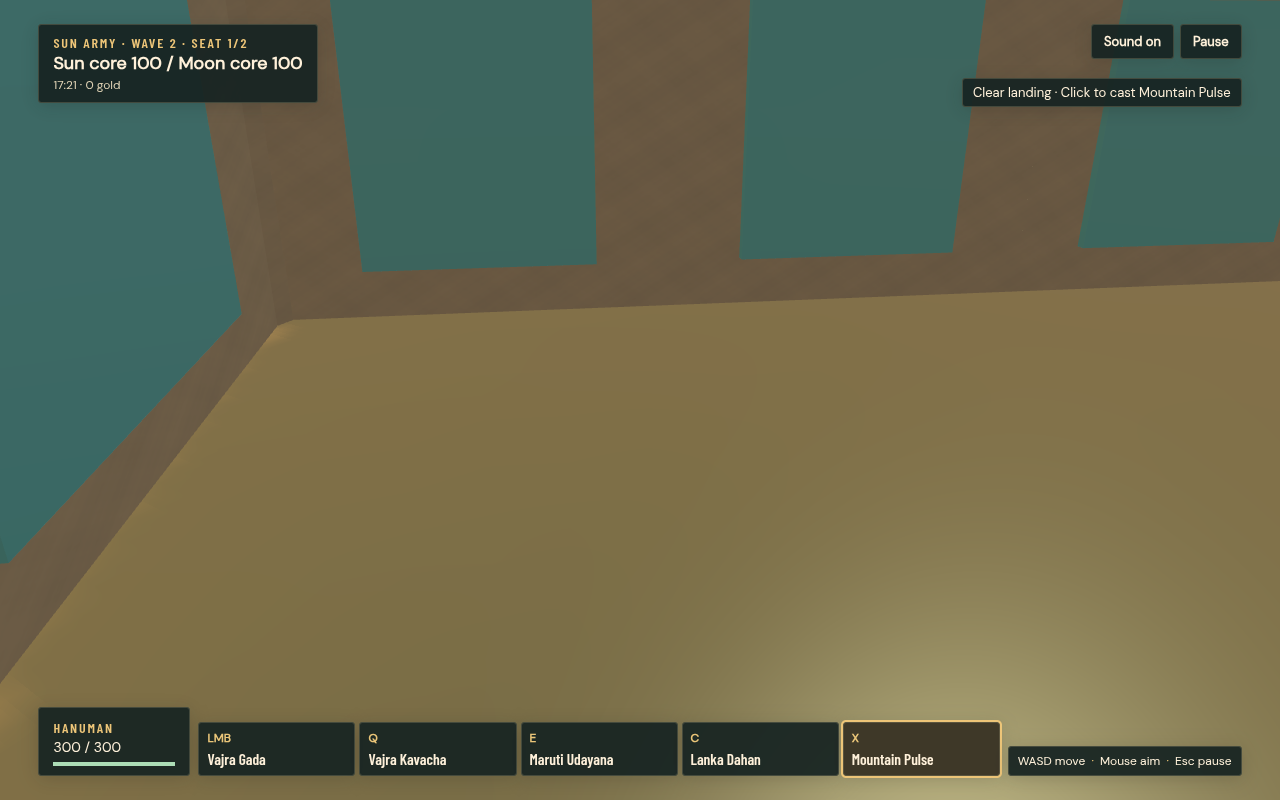 SUN ARMY · WAVE 2 · SEAT 1/2
Sun core 100 / Moon core 100
17:21 · 0 gold
Sound on
Pause
Clear landing · Click to cast Mountain Pulse
HANUMAN
300 / 300
LMB
Vajra Gada
Q
Vajra Kavacha
E
Maruti Udayana
C
Lanka Dahan
X
Mountain Pulse
WASD move · Mouse aim · Esc pause